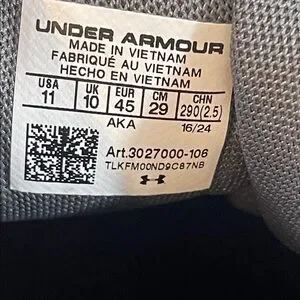 UNDER ARMOUR
MADE IN VIETNAM
FABRIQUÉ AU VIETNAM
HECHO EN VIETNAM
USA UK EUR CM CHN
11 10 45 29 290(2.5)
AKA 16/24
Art.3027000-106
TLKFM00ND9C87NB